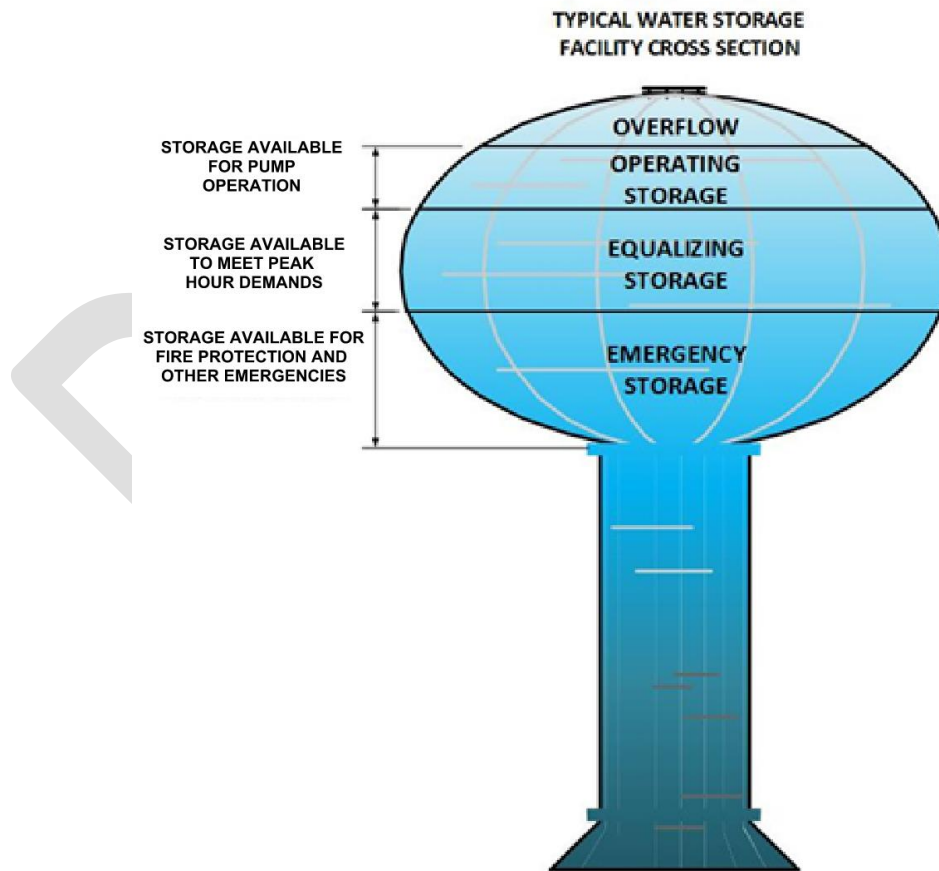 TYPICAL WATER STORAGE
FACILITY CROSS SECTION
OVERFLOW
STORAGE AVAILABLE
FOR PUMP
OPERATION
OPERATING
STORAGE
STORAGE AVAILABLE
TO MEET PEAK
HOUR DEMANDS
EQUALIZING
STORAGE
STORAGE AVAILABLE FOR
FIRE PROTECTION AND
OTHER EMERGENCIES
EMERGENCY
STORAGE